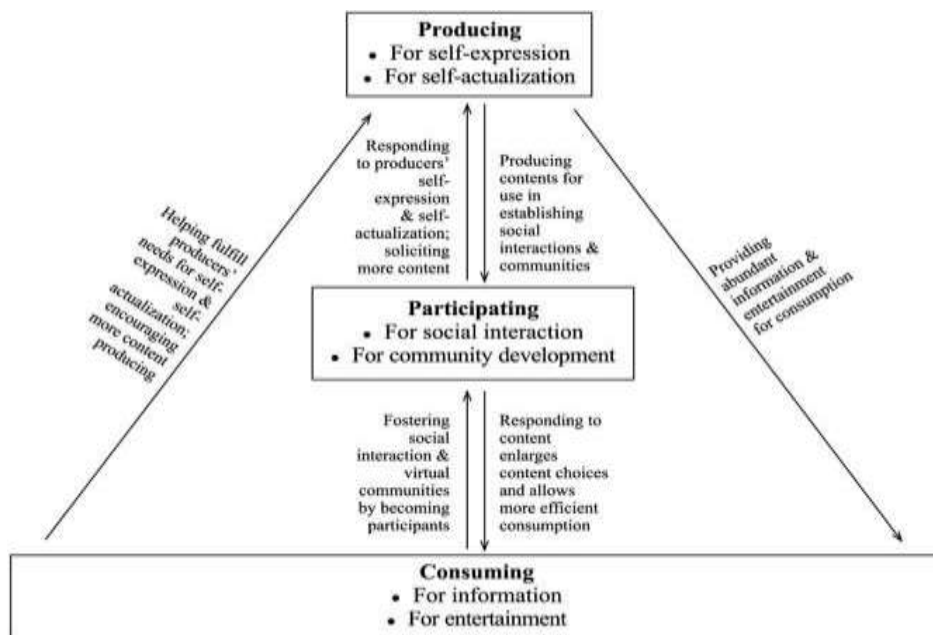 Producing
• For self-expression
• For self-actualization
Responding
to producers'
self-
expression
& self-
actualization;
soliciting
more content
Producing
contents for
use in
establishing
social
interactions &
communities
Helping fulfill
producers'
needs for self-
expression &
self-
actualization;
encouraging
more content
producing
Providing
abundant
information &
entertainment
for consumption
Participating
• For social interaction
• For community development
Fostering
social
interaction &
virtual
communities
by becoming
participants
Responding to
content
enlarges
content choices
and allows
more efficient
consumption
Consuming
• For information
• For entertainment